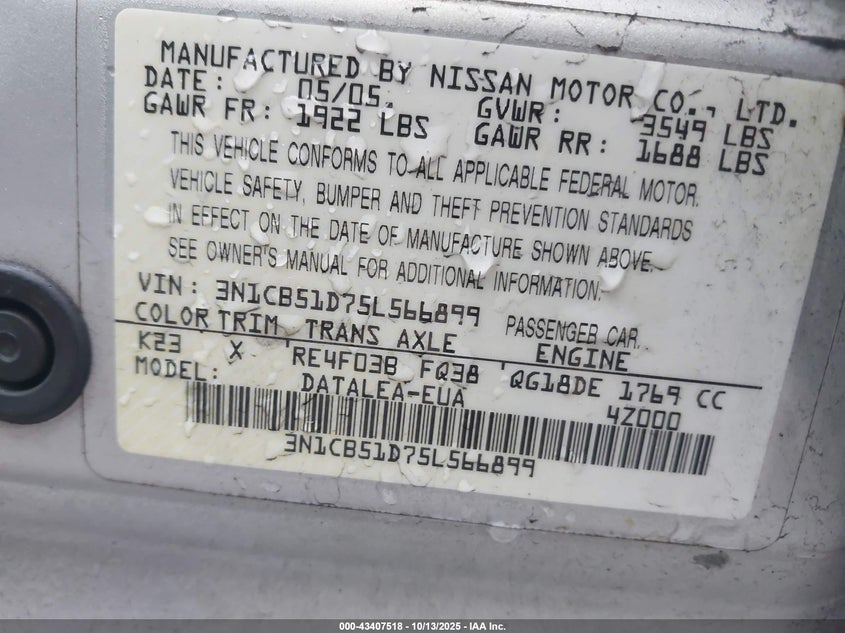 MANUFACTURED BY NISSAN MOTOR CO., LTD.
DATE: 05/05. GVWR: 3549 LBS
GAWR FR: 1922 LBS GAWR RR: 1688 LBS
THIS VEHICLE CONFORMS TO ALL APPLICABLE FEDERAL MOTOR
VEHICLE SAFETY, BUMPER AND THEFT PREVENTION STANDARDS
IN EFFECT ON THE DATE OF MANUFACTURE SHOWN ABOVE.
SEE OWNER'S MANUAL FOR ADDITIONAL INFORMATION.
VIN: 3N1CB51D75L566899 PASSENGER CAR.
COLOR TRIM TRANS AXLE ENGINE
K23 X RE4F03B FQ38 QG18DE 1769 CC
MODEL: DATALEA-EUA 4Z000
3N1CB51D75L566899
000-43407518 | 10/13/2025 | IAA Inc.